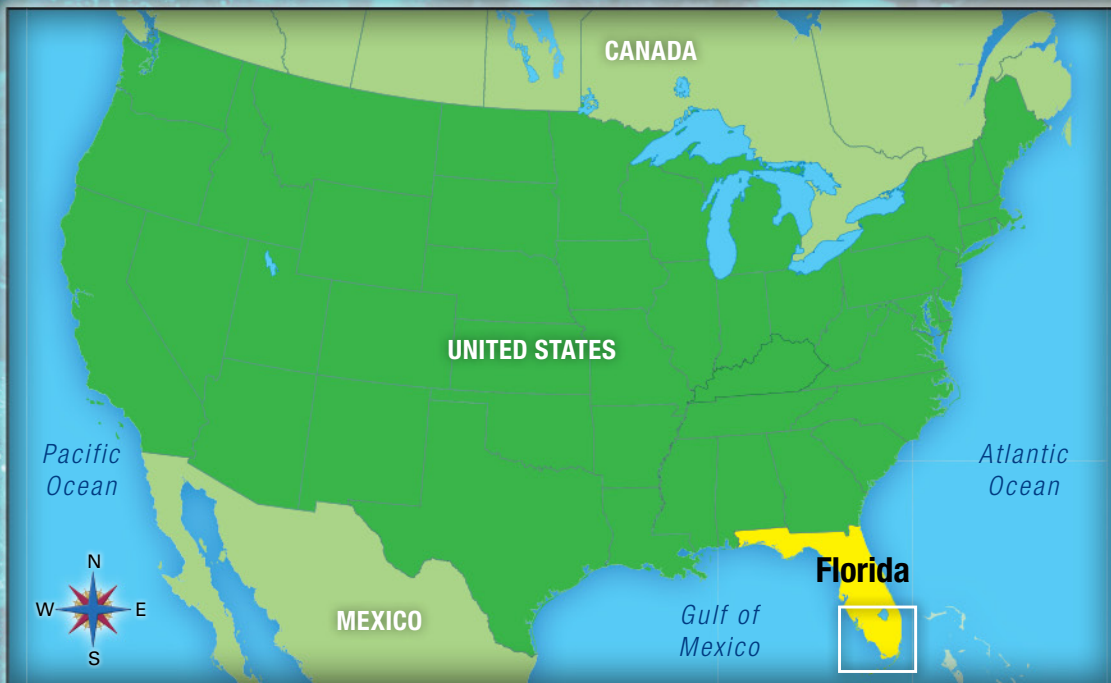 CANADA
UNITED STATES
Pacific
Ocean
Atlantic
Ocean
N
W
E
S
MEXICO
Gulf of
Mexico
Florida